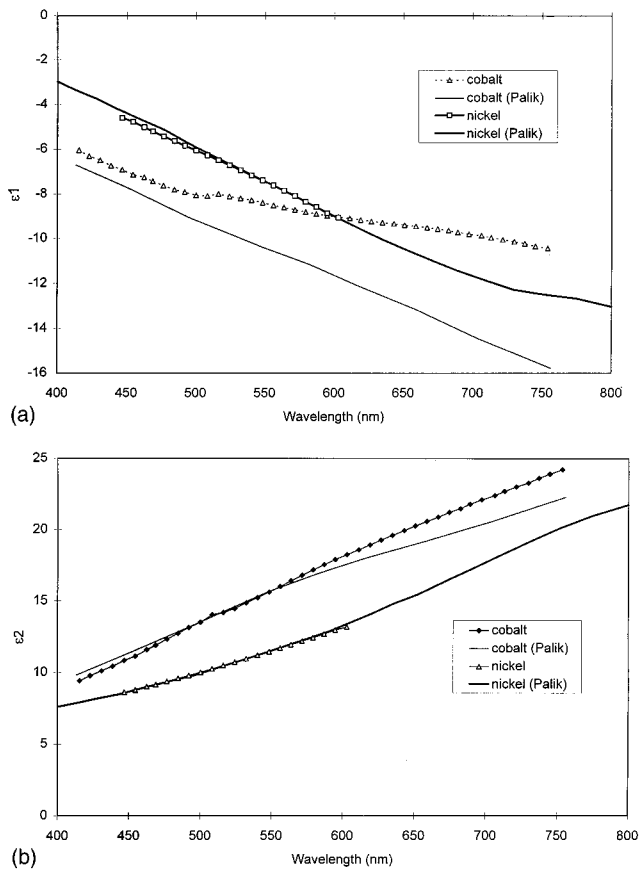 0
-2
-4
-6
-8
-10
-12
-14
-16
ε1
cobalt
cobalt (Palik)
nickel
nickel (Palik)
400 450 500 550 600 650 700 750 800
Wavelength (nm)
(a)
25
20
15
10
5
0
ε2
cobalt
cobalt (Palik)
nickel
nickel (Palik)
400 450 500 550 600 650 700 750 800
Wavelength (nm)
(b)